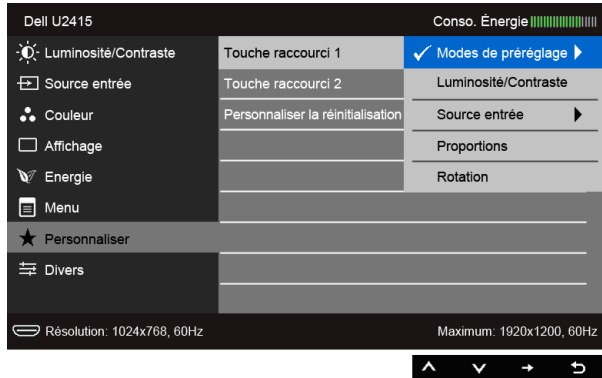 Dell U2415 Conso. Énergie
Luminosité/Contraste Touche raccourci 1 Modes de préréglage
Source entrée Touche raccourci 2 Luminosité/Contraste
Couleur Personnaliser la réinitialisation Source entrée
Affichage Proportions
Energie Rotation
Menu
Personnaliser
Divers
Résolution: 1024x768, 60Hz Maximum: 1920x1200, 60Hz